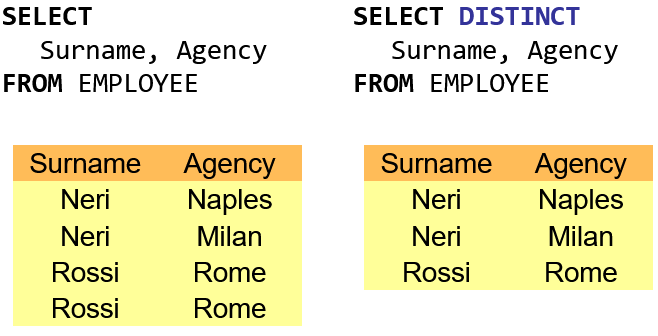 SELECT
Surname, Agency
FROM EMPLOYEE
Surname Agency
Neri Naples
Neri Milan
Rossi Rome
Rossi Rome
SELECT DISTINCT
Surname, Agency
FROM EMPLOYEE
Surname Agency
Neri Naples
Neri Milan
Rossi Rome